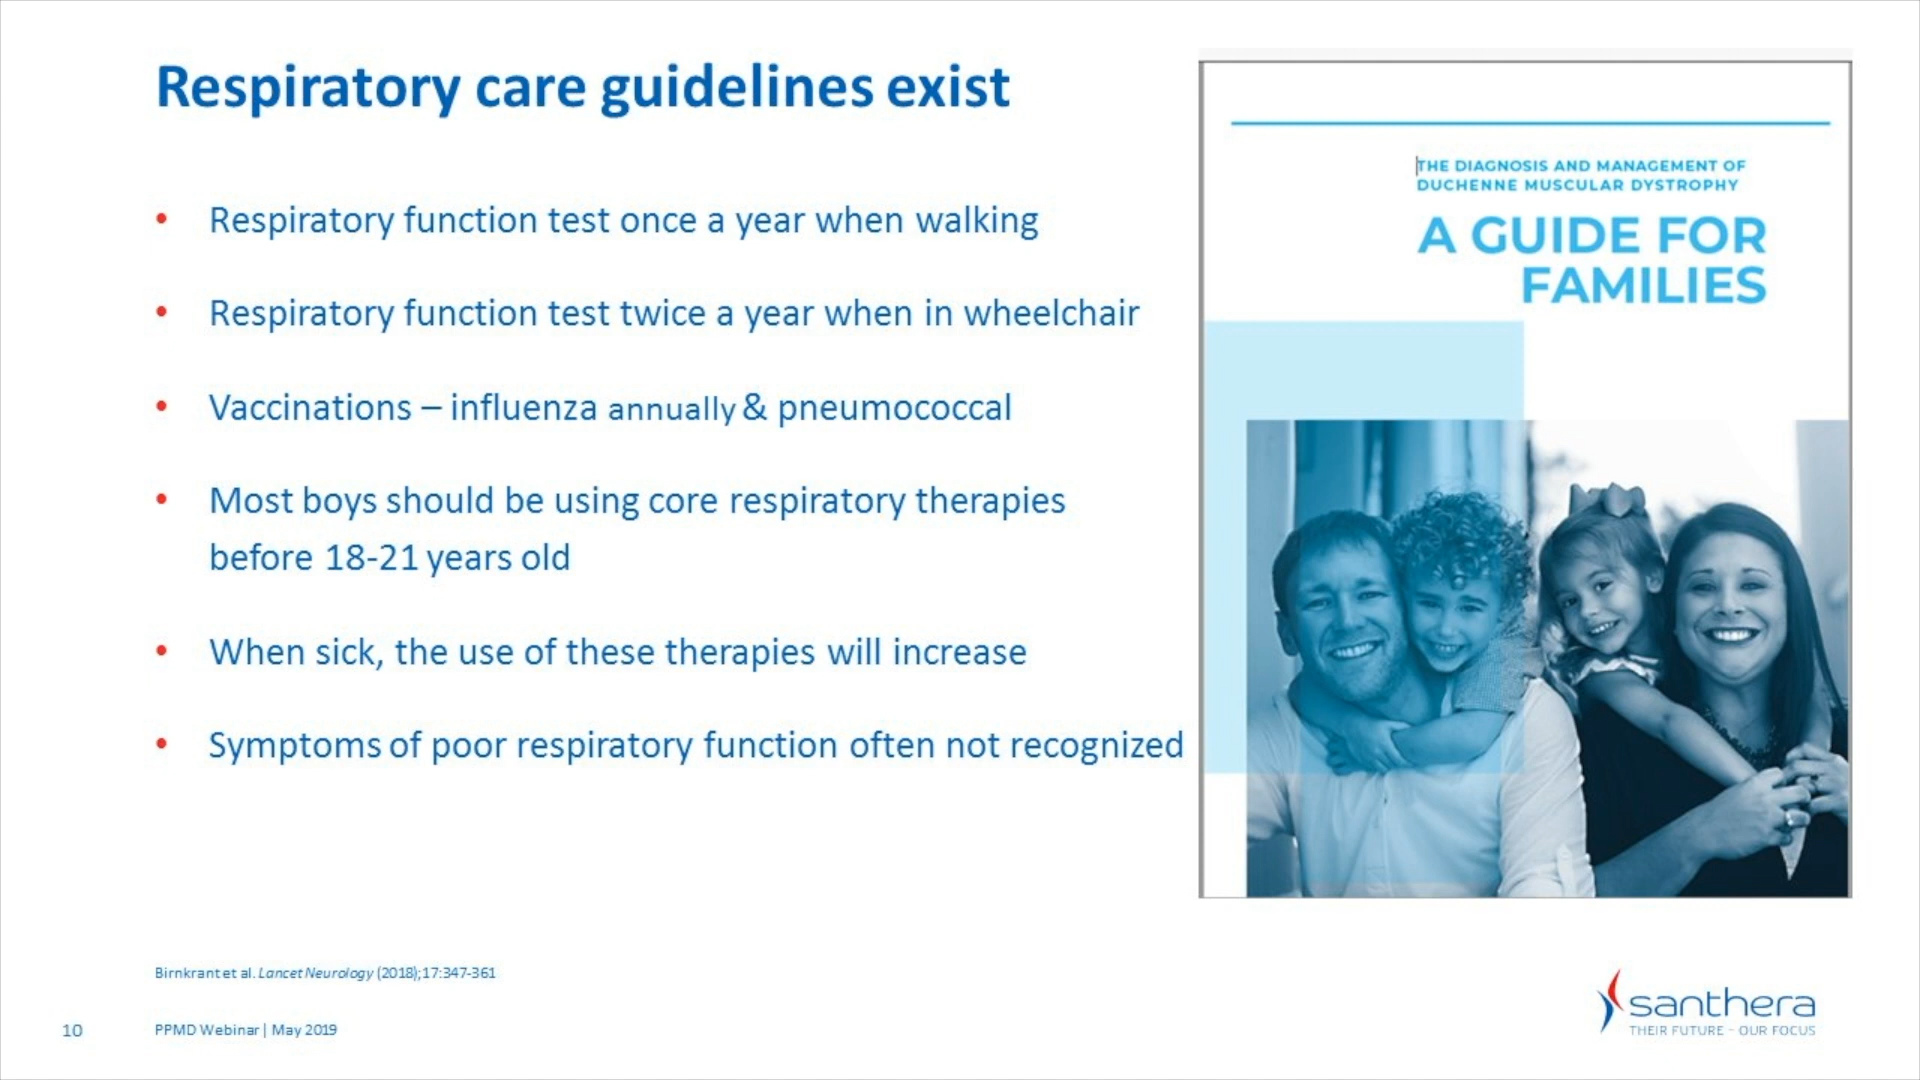 Respiratory care guidelines exist
• Respiratory function test once a year when walking
• Respiratory function test twice a year when in wheelchair
• Vaccinations – influenza annually & pneumococcal
• Most boys should be using core respiratory therapies
before 18-21 years old
• When sick, the use of these therapies will increase
• Symptoms of poor respiratory function often not recognized
THE DIAGNOSIS AND MANAGEMENT OF
DUCHENNE MUSCULAR DYSTROPHY
A GUIDE FOR
FAMILIES
Birnkrant et al. Lancet Neurology (2018);17:347-361
10
PPMD Webinar | May 2019
santhera
THEIR FUTURE - OUR FOCUS